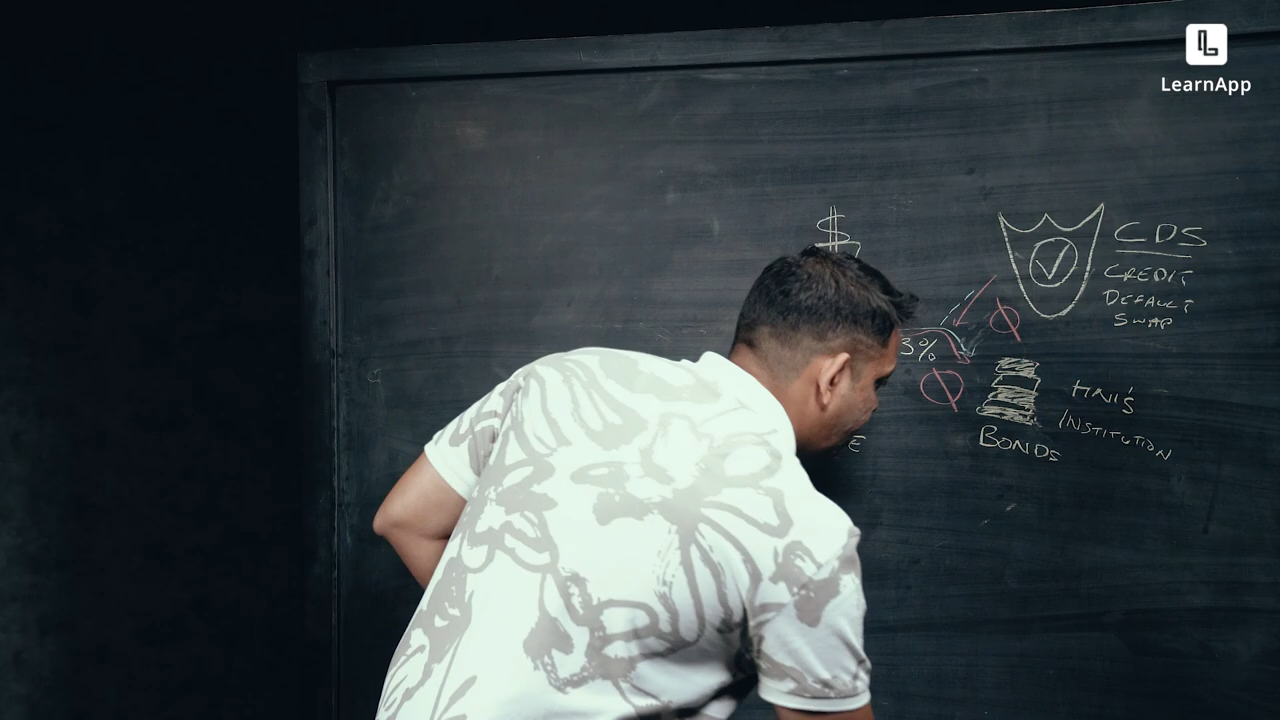 LearnApp
$
CDS
CREDIT
DEFAULT
SWAP
3%
HNI'S
INSTITUTION
E
BONDS